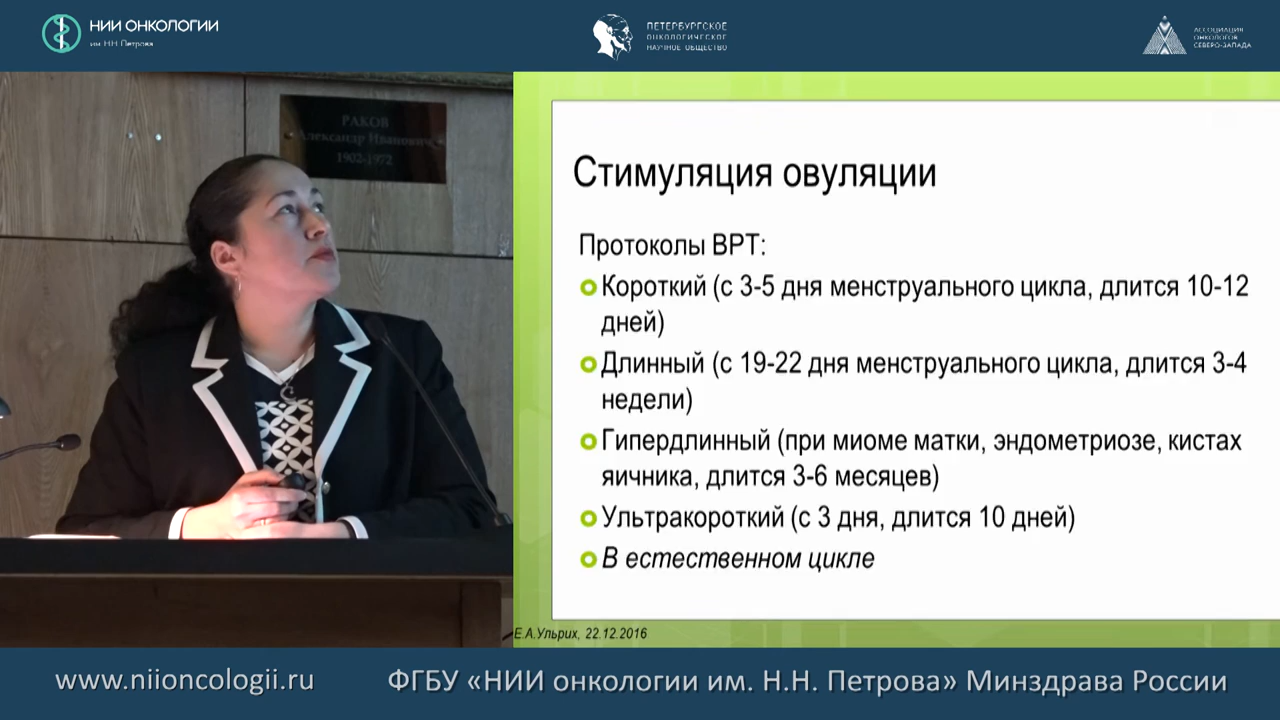 НИИ ОНКОЛОГИИ
им. Н.Н. Петрова
ПЕТЕРБУРГСКОЕ
ОНКОЛОГИЧЕСКОЕ
НАУЧНОЕ ОБЩЕСТВО
АССОЦИАЦИЯ
ОНКОЛОГОВ
СЕВЕРО-ЗАПАДА
РАКОВ
Александр Иванович
1902-1972
Стимуляция овуляции
Протоколы ВРТ:
Короткий (с 3-5 дня менструального цикла, длится 10-12
дней)
Длинный (с 19-22 дня менструального цикла, длится 3-4
недели)
Гипердлинный (при миоме матки, эндометриозе, кистах
яичника, длится 3-6 месяцев)
Ультракороткий (с 3 дня, длится 10 дней)
В естественном цикле
Е.А.Ульрих, 22.12.2016
www.niioncologii.ru
ФГБУ «НИИ онкологии им. Н.Н. Петрова» Минздрава России